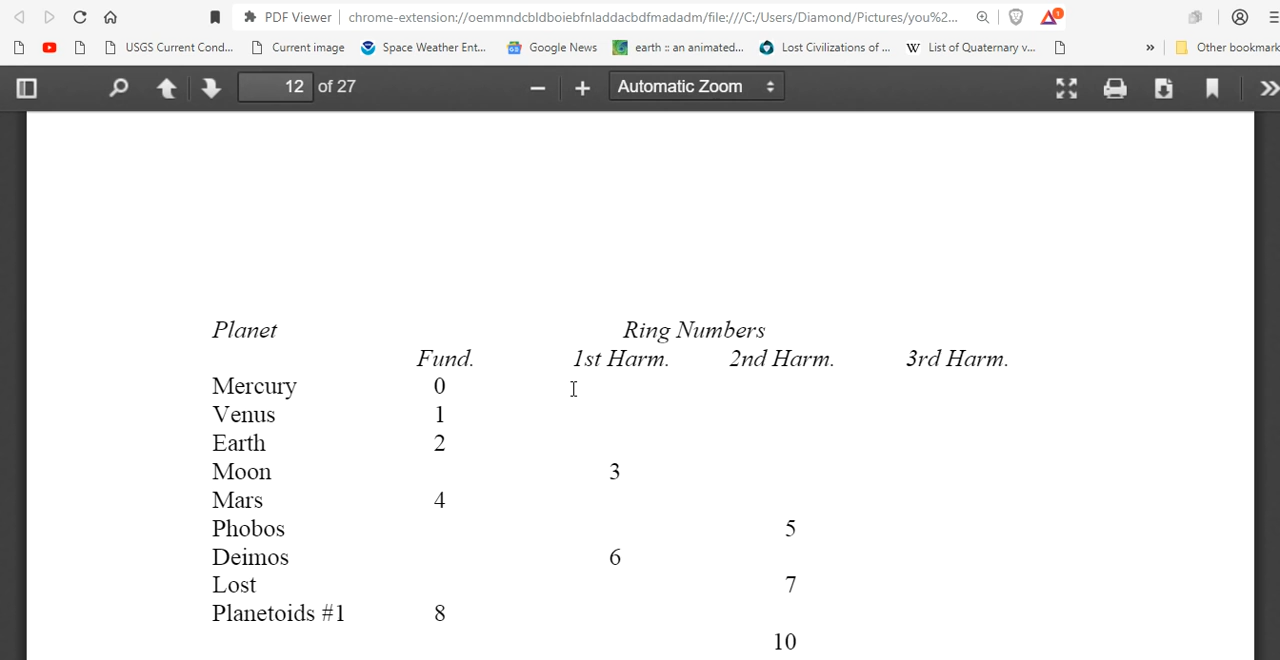 PDF Viewer chrome-extension://oemmndcbldboiebfnladdacbdfmadadm/file:///C:/Users/Diamond/Pictures/you%2...
USGS Current Cond... Current image Space Weather Ent... Google News earth :: an animated... Lost Civilizations of ... W List of Quaternary v... » Other bookmark
12 of 27 − + Automatic Zoom »
Planet Ring Numbers
Fund. 1st Harm. 2nd Harm. 3rd Harm.
Mercury 0
Venus 1
Earth 2
Moon 3
Mars 4
Phobos 5
Deimos 6
Lost 7
Planetoids #1 8
10